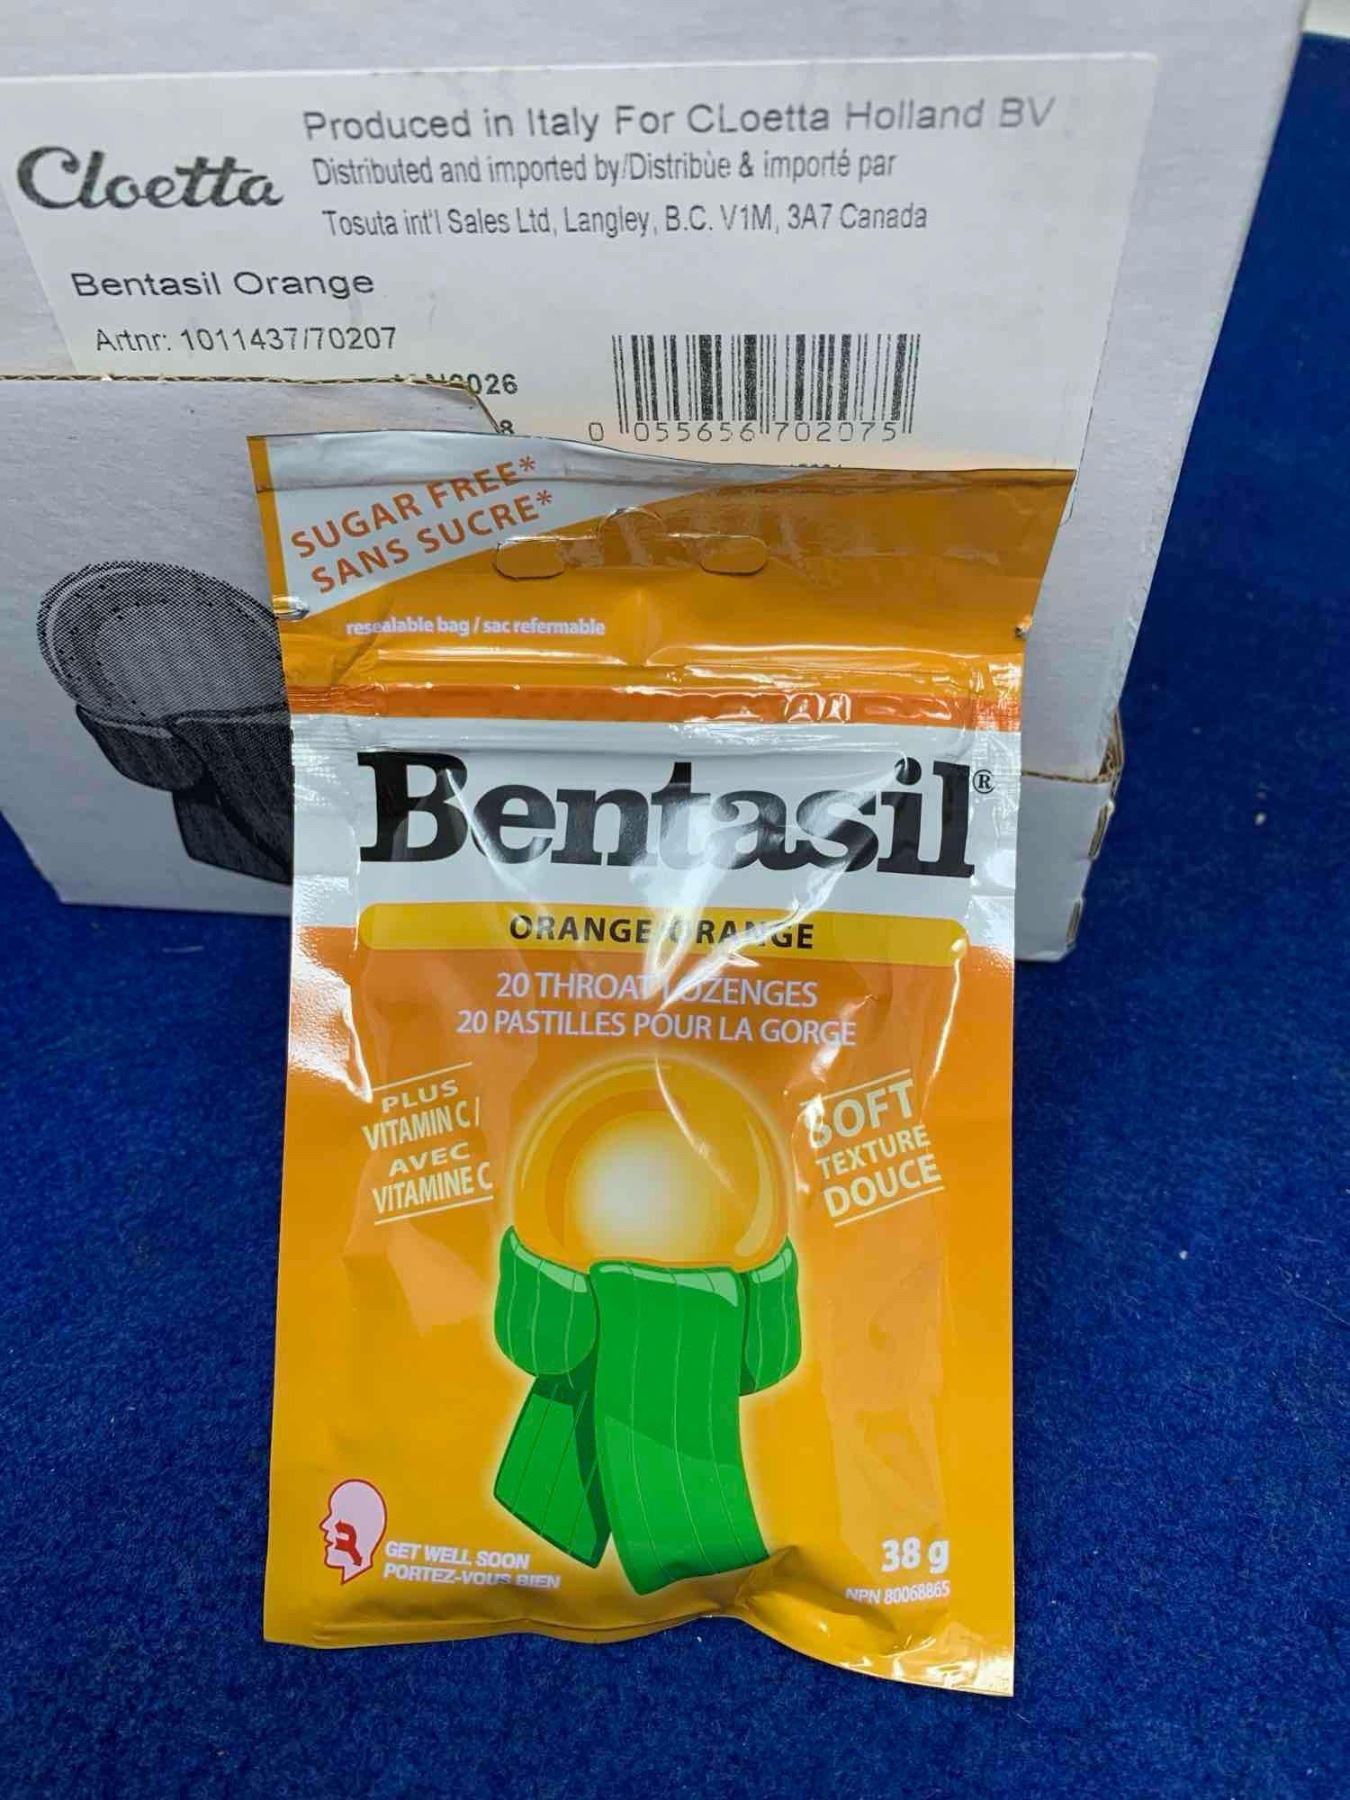 Cloetta
Produced in Italy For CLoetta Holland BV
Distributed and imported by/Distribùe & importé par
Tosuta int'l Sales Ltd, Langley, B.C. V1M, 3A7 Canada
Bentasil Orange
Artnr: 1011437/70207
026
8
0 055656 702075
SUGAR FREE*
SANS SUCRE*
resealable bag / sac refermable
Bentasil®
ORANGE/ORANGE
20 THROAT LOZENGES
20 PASTILLES POUR LA GORGE
PLUS
VITAMIN C/
AVEC
VITAMINE C
SOFT
TEXTURE
DOUCE
GET WELL SOON
PORTEZ-VOUS BIEN
38 g
NPN 80068865